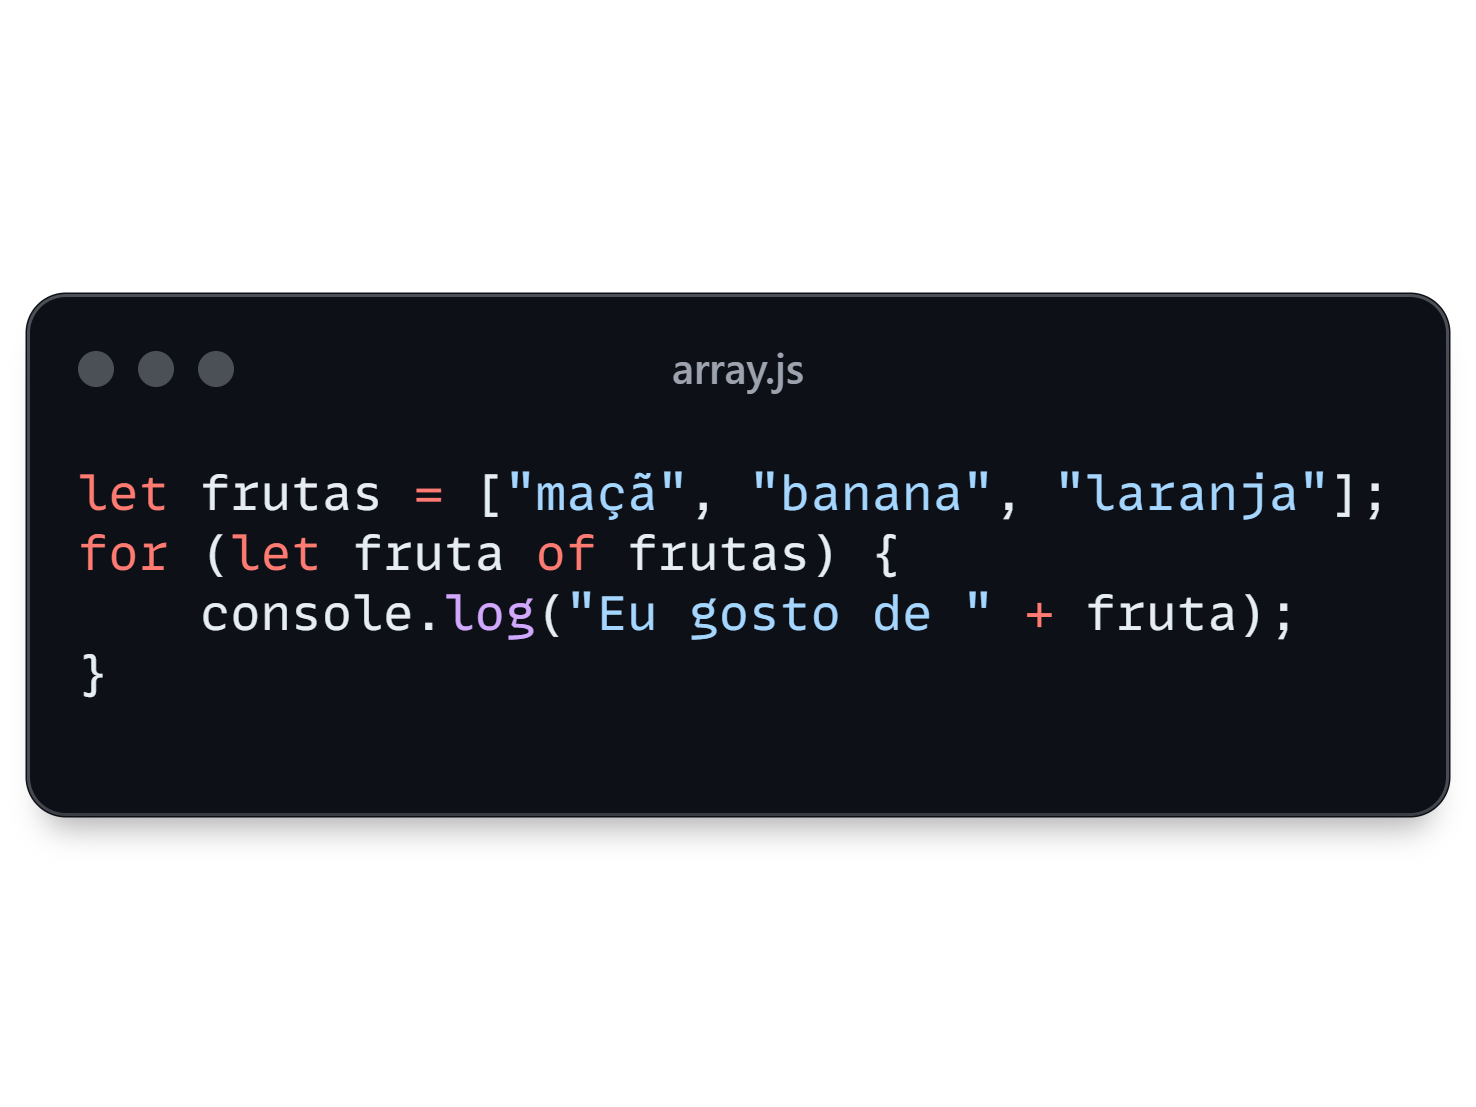 array.js
let frutas = ["maçã", "banana", "laranja"];
for (let fruta of frutas) {
    console.log("Eu gosto de " + fruta);
}